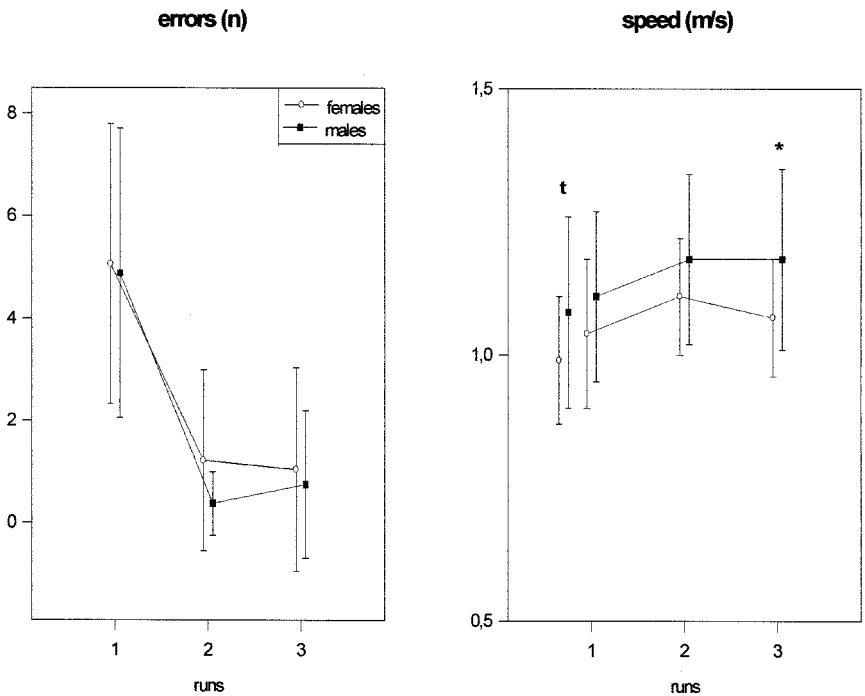 errors (n)
8
6
4
2
0
females
males
1
2
3
runs
speed (m/s)
1,5
1,0
0,5
t
*
1
2
3
runs